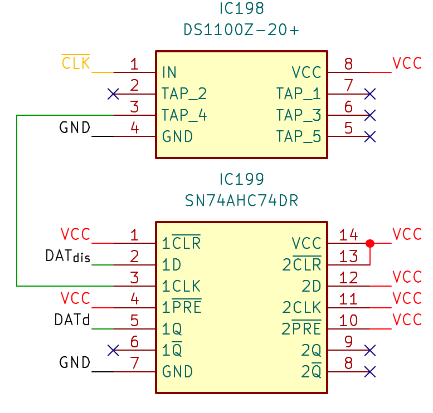 IC198
DS1100Z-20+
CLK 1 IN VCC 8 VCC
2 TAP_2 TAP_1 7
3 TAP_4 TAP_3 6
GND 4 GND TAP_5 5
IC199
SN74AHC74DR
VCC 1 1CLR VCC 14 VCC
DATdis 2 1D 2CLR 13
3 1CLK 2D 12 VCC
VCC 4 1PRE 2CLK 11 VCC
DATd 5 1Q 2PRE 10 VCC
6 1Q 2Q 9
GND 7 GND 2Q 8